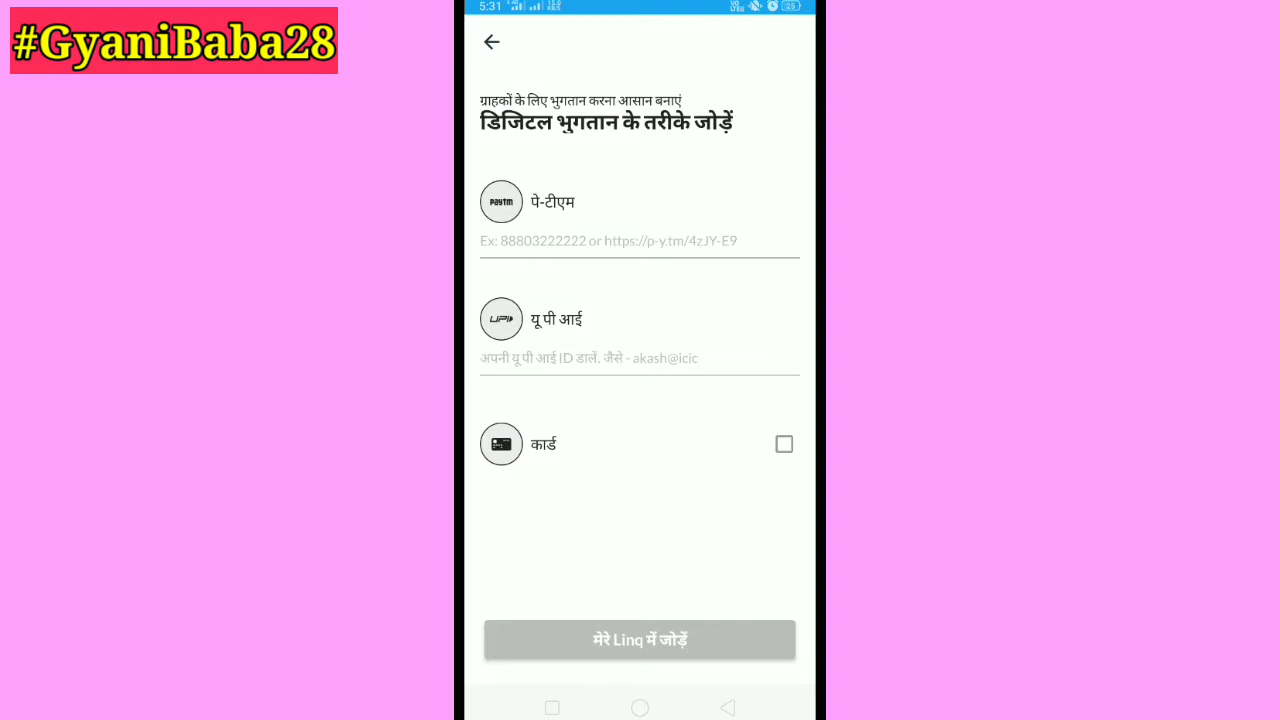 #GyaniBaba28
5:31
ग्राहकों के लिए भुगतान करना आसान बनाएं
डिजिटल भुगतान के तरीके जोड़ें
paytm पे-टीएम
Ex: 88803222222 or https://p-y.tm/4zJY-E9
UPI यू पी आई
अपनी यू पी आई ID डालें. जैसे - akash@icic
कार्ड
मेरे Linq में जोड़ें